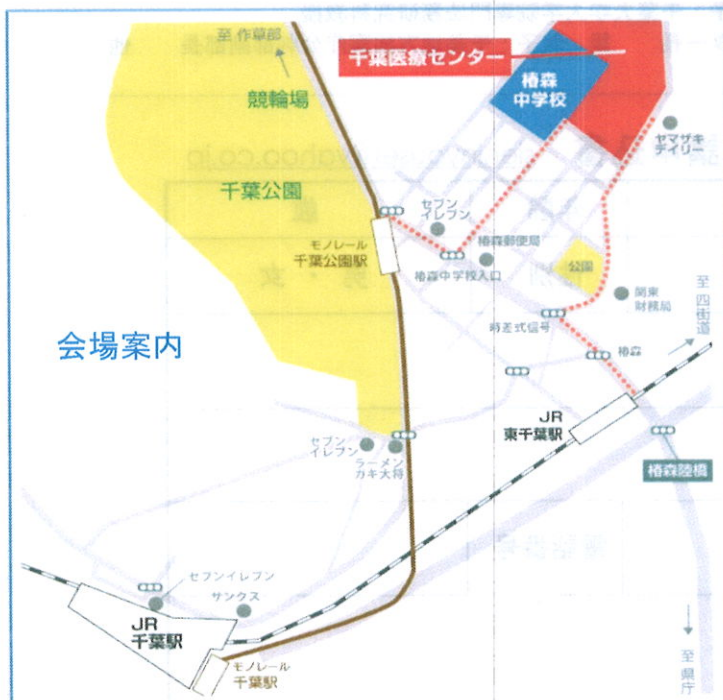 至 作草部
千葉医療センター
競輪場
椿森
中学校
ヤマザキ
デイリー
千葉公園
セブン
イレブン
モノレール
千葉公園駅
椿森郵便局
椿森中学校入口
公園
関東
財務局
至 四街道
時差式信号
会場案内
椿森
JR
東千葉駅
セブン
イレブン
ラーメン
ガキ大将
椿森陸橋
セブンイレブン
サンクス
JR
千葉駅
モノレール
千葉駅
至 県庁